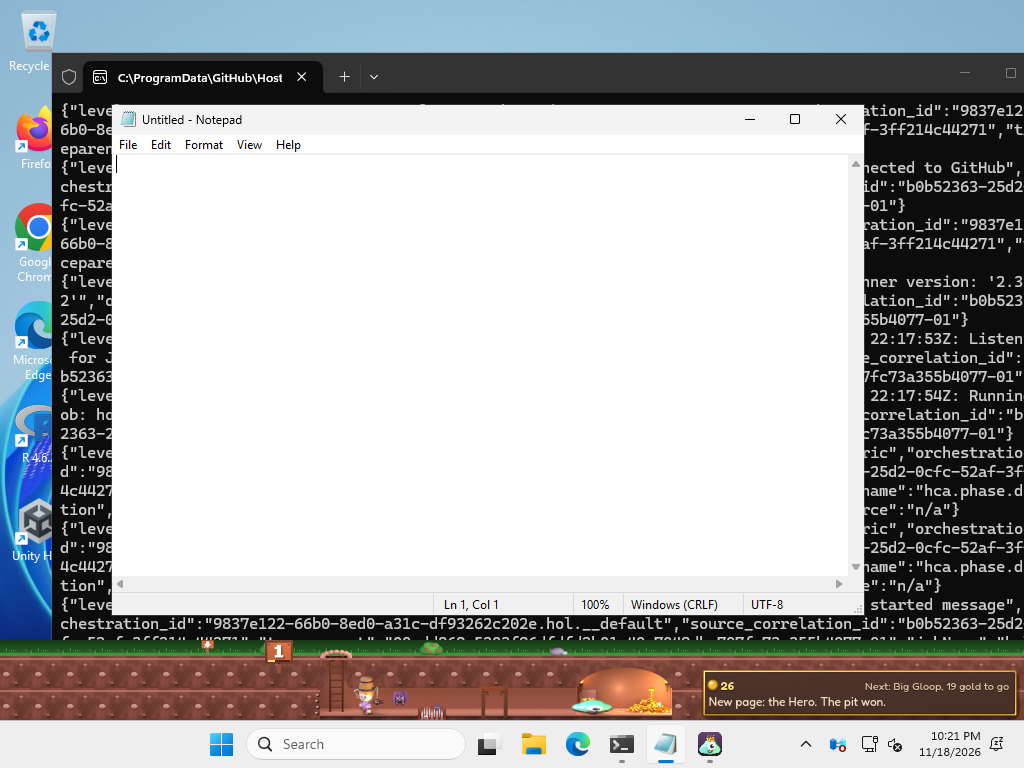 Recycle
C:\ProgramData\GitHub\Host
Untitled - Notepad
File Edit Format View Help
Firefo
Googl
Chrom
Micros
Edge
R 4.6.
Unity H
{"leve
ration_id":"9837e122
6b0-8e
f-3ff214c44271","t
eparen
{"leve
nected to GitHub",
chestr
id":"b0b52363-25d2
fc-52a
-01"}
{"leve
ration_id":"9837e1
66b0-8
af-3ff214c44271","
cepare
{"leve
nner version: '2.3
2'","o
lation_id":"b0b523
25d2-0
55b4077-01"}
{"leve
22:17:53Z: Listen
for J
e_correlation_id":
b52363
7fc73a355b4077-01"
{"leve
22:17:54Z: Running
ob: ho
correlation_id":"b
2363-2
c73a355b4077-01"}
{"leve
ric","orchestratio
d":"98
-25d2-0cfc-52af-3ff
4c4427
name":"hca.phase.d
tion",
rce":"n/a"}
{"leve
ric","orchestratio
d":"98
-25d2-0cfc-52af-3ff
4c4427
name":"hca.phase.d
tion",
e":"n/a"}
{"leve
started message",
chestration_id":"9837e122-66b0-8ed0-a31c-df93262c202e.hol.__default","source_correlation_id":"b0b52363-25d2
Ln 1, Col 1 100% Windows (CRLF) UTF-8
1
26 Next: Big Gloop, 19 gold to go
New page: the Hero. The pit won.
Search
10:21 PM
11/18/2026